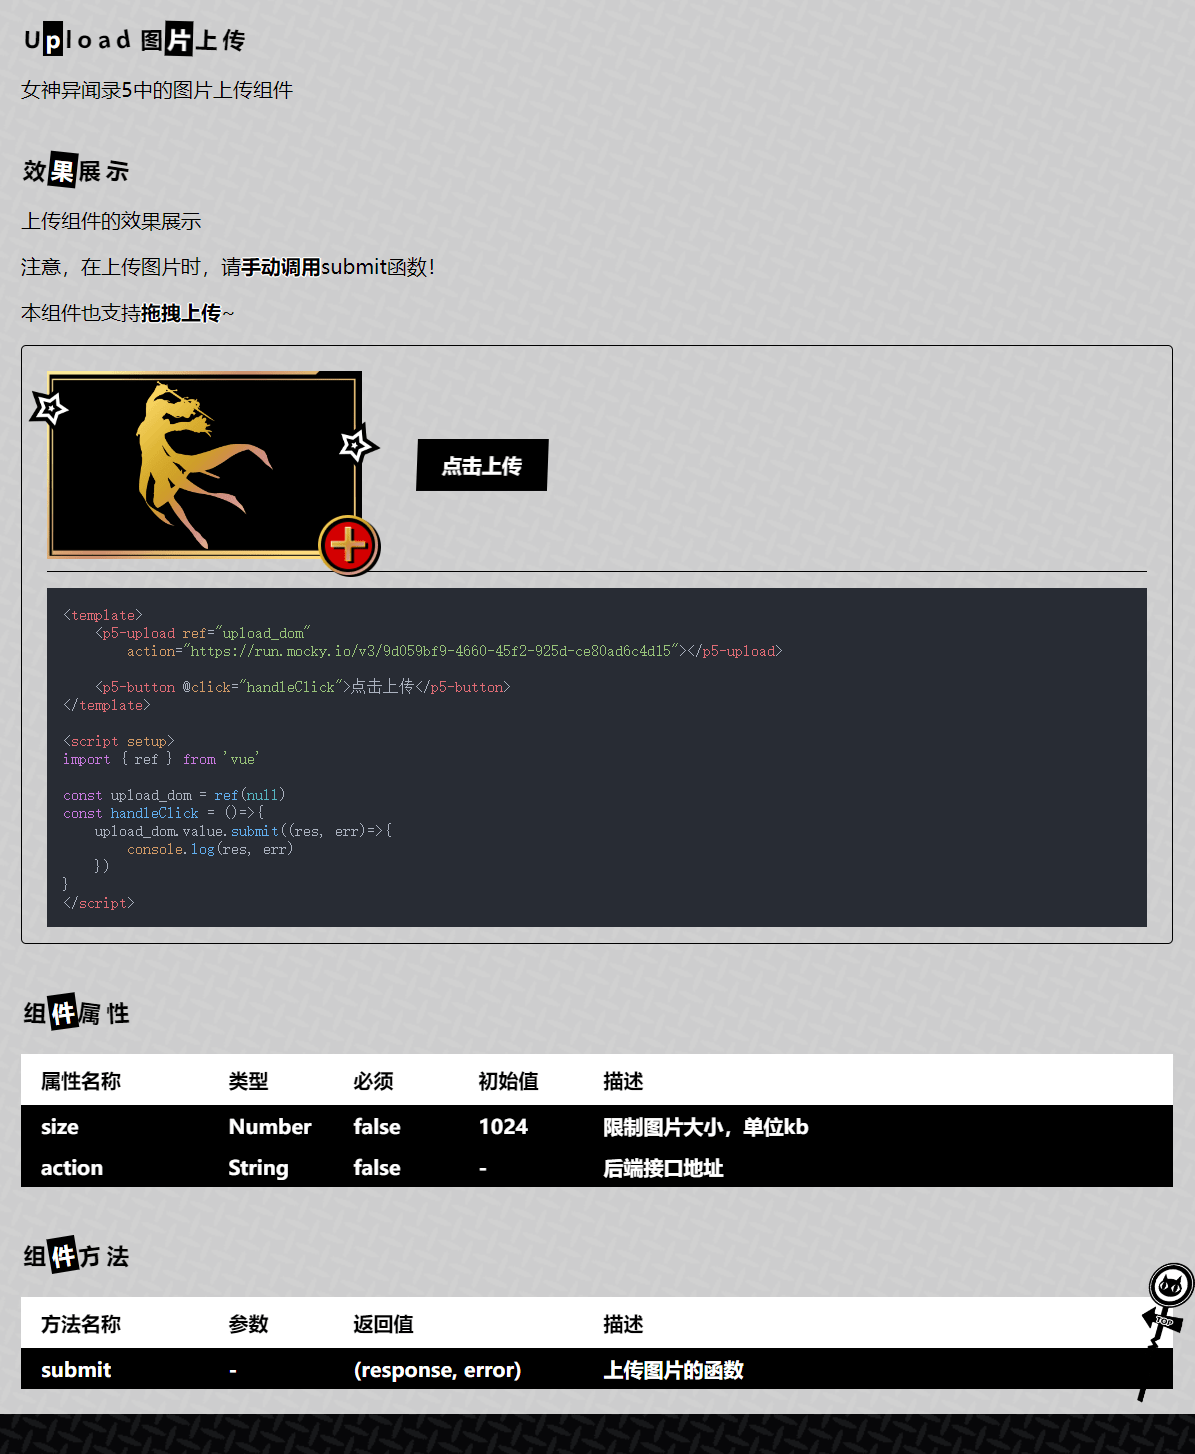 Upload 图片上传
女神异闻录5中的图片上传组件
效果展示
上传组件的效果展示
注意，在上传图片时，请手动调用submit函数！
本组件也支持拖拽上传~
点击上传
<template>
    <p5-upload ref="upload_dom"
        action="https://run.mocky.io/v3/9d059bf9-4660-45f2-925d-ce80ad6c4d15"></p5-upload>
    <p5-button @click="handleClick">点击上传</p5-button>
</template>
<script setup>
import { ref } from 'vue'
const upload_dom = ref(null)
const handleClick = ()=>{
    upload_dom.value.submit((res, err)=>{
        console.log(res, err)
    })
}
</script>
组件属性
属性名称 类型 必须 初始值 描述
size Number false 1024 限制图片大小，单位kb
action String false - 后端接口地址
组件方法
方法名称 参数 返回值 描述
TOP
submit - (response, error) 上传图片的函数